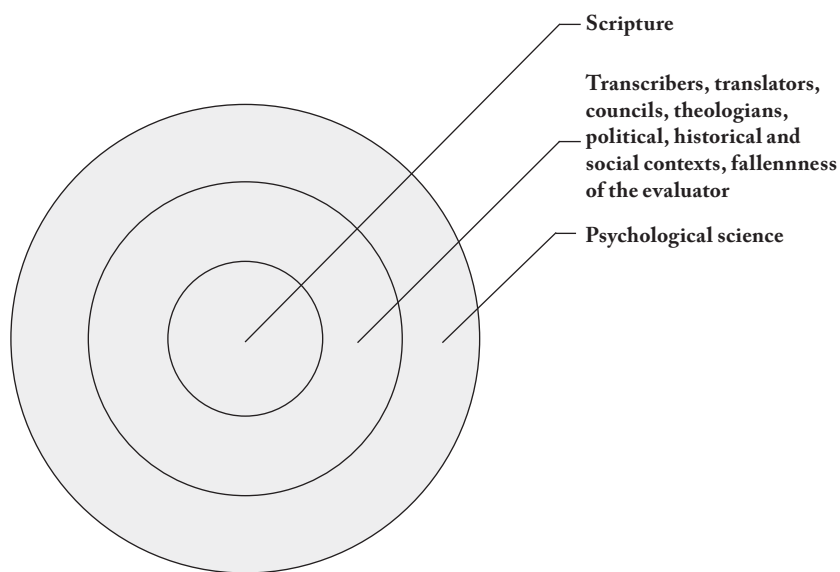 Scripture
Transcribers, translators,
councils, theologians,
political, historical and
social contexts, fallennness
of the evaluator
Psychological science